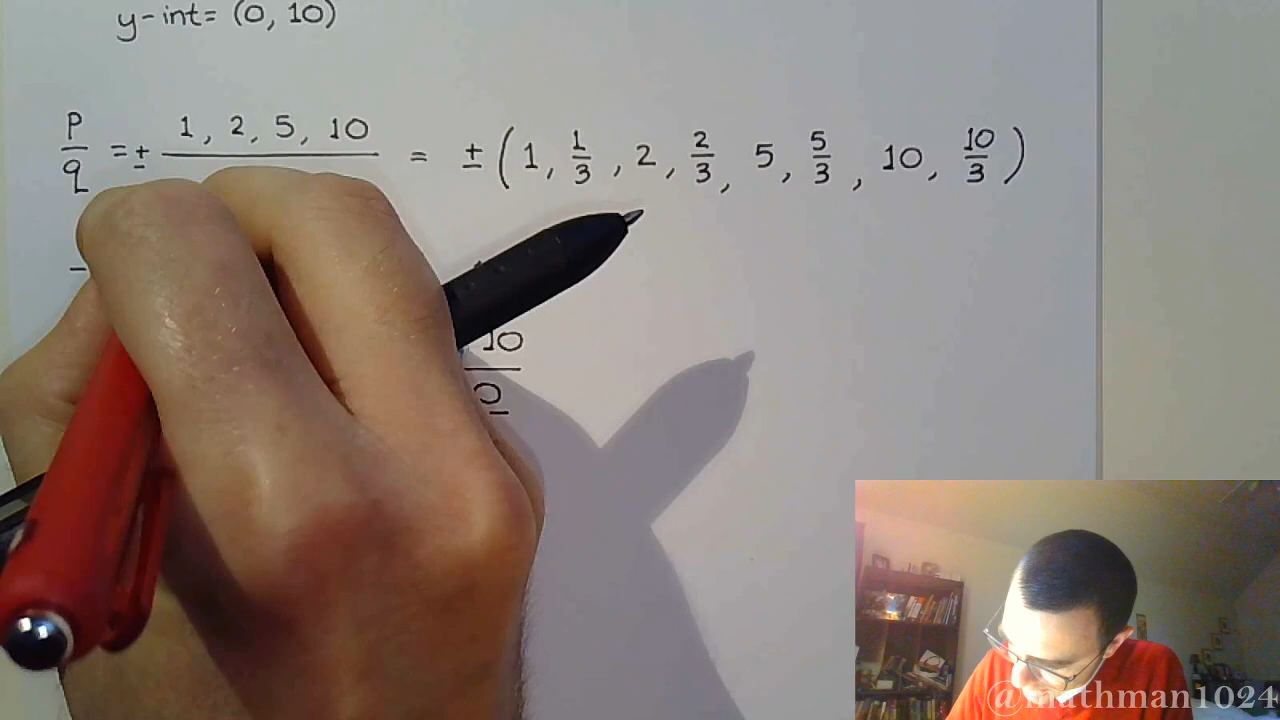 y-int= (0, 10)
P/q = ± 1, 2, 5, 10 = ± (1, 1/3, 2, 2/3, 5, 5/3, 10, 10/3)
10
0
@mathman1024